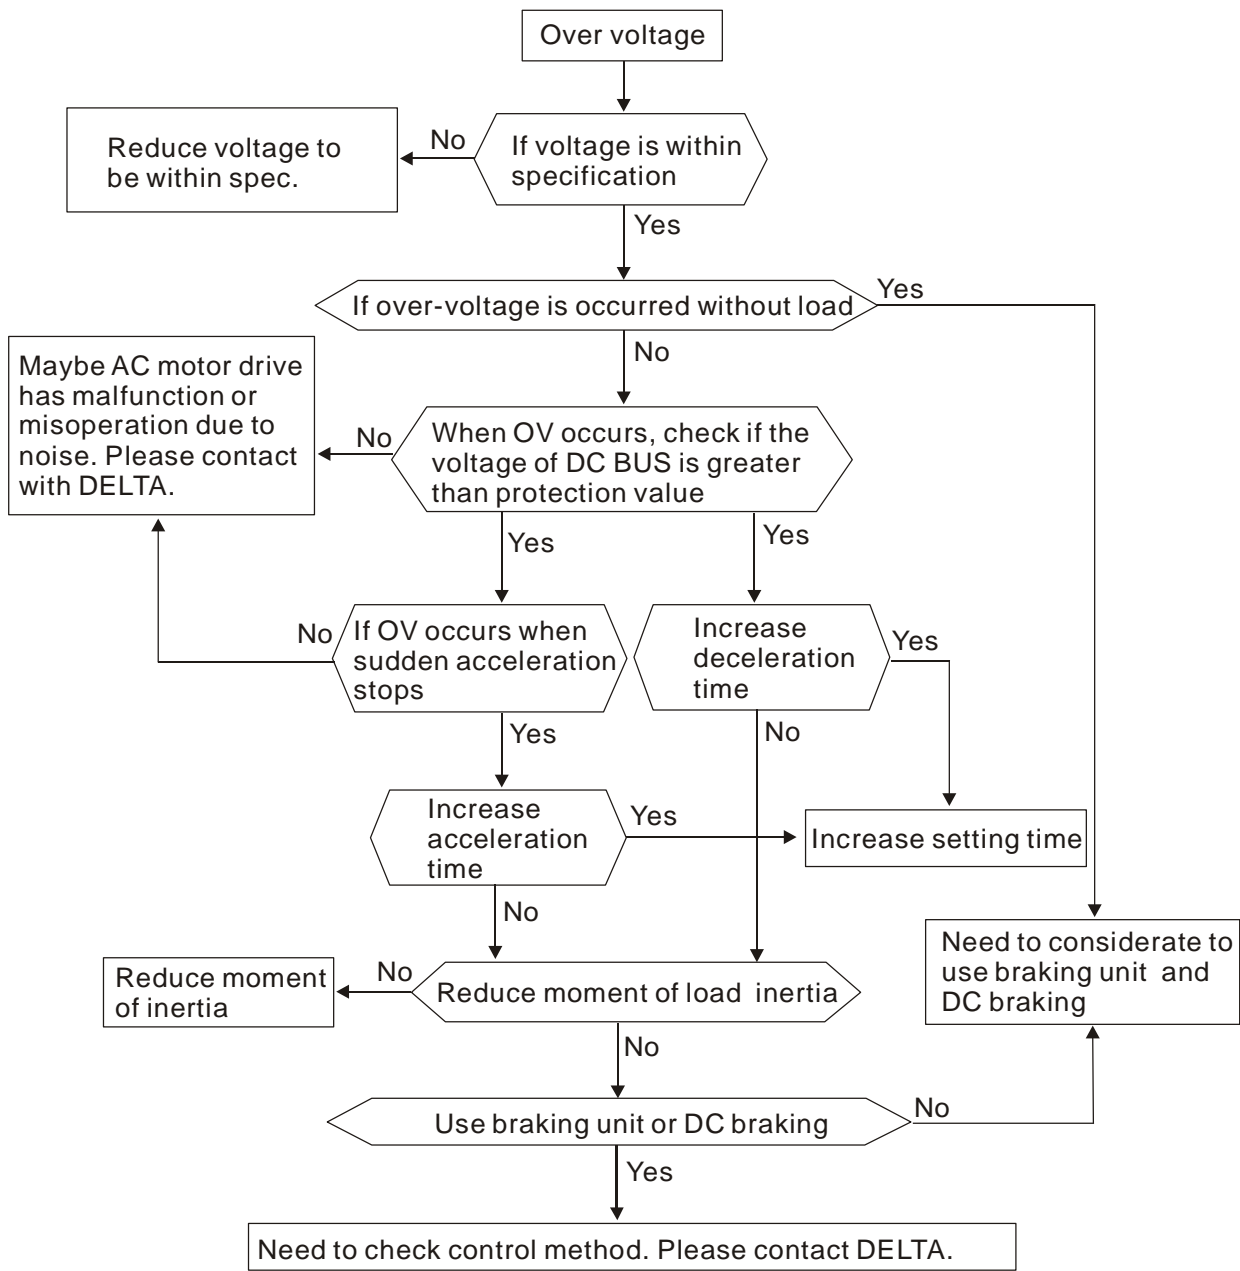 Over voltage
Reduce voltage to
be within spec.
No
If voltage is within
specification
Yes
If over-voltage is occurred without load
Yes
No
Maybe AC motor drive
has malfunction or
misoperation due to
noise. Please contact
with DELTA.
No
When OV occurs, check if the
voltage of DC BUS is greater
than protection value
Yes
Yes
No
If OV occurs when
sudden acceleration
stops
Increase
deceleration
time
Yes
Yes
No
Increase
acceleration
time
Yes
Increase setting time
No
Need to considerate to
use braking unit and
DC braking
Reduce moment
of inertia
No
Reduce moment of load inertia
No
Use braking unit or DC braking
No
Yes
Need to check control method. Please contact DELTA.